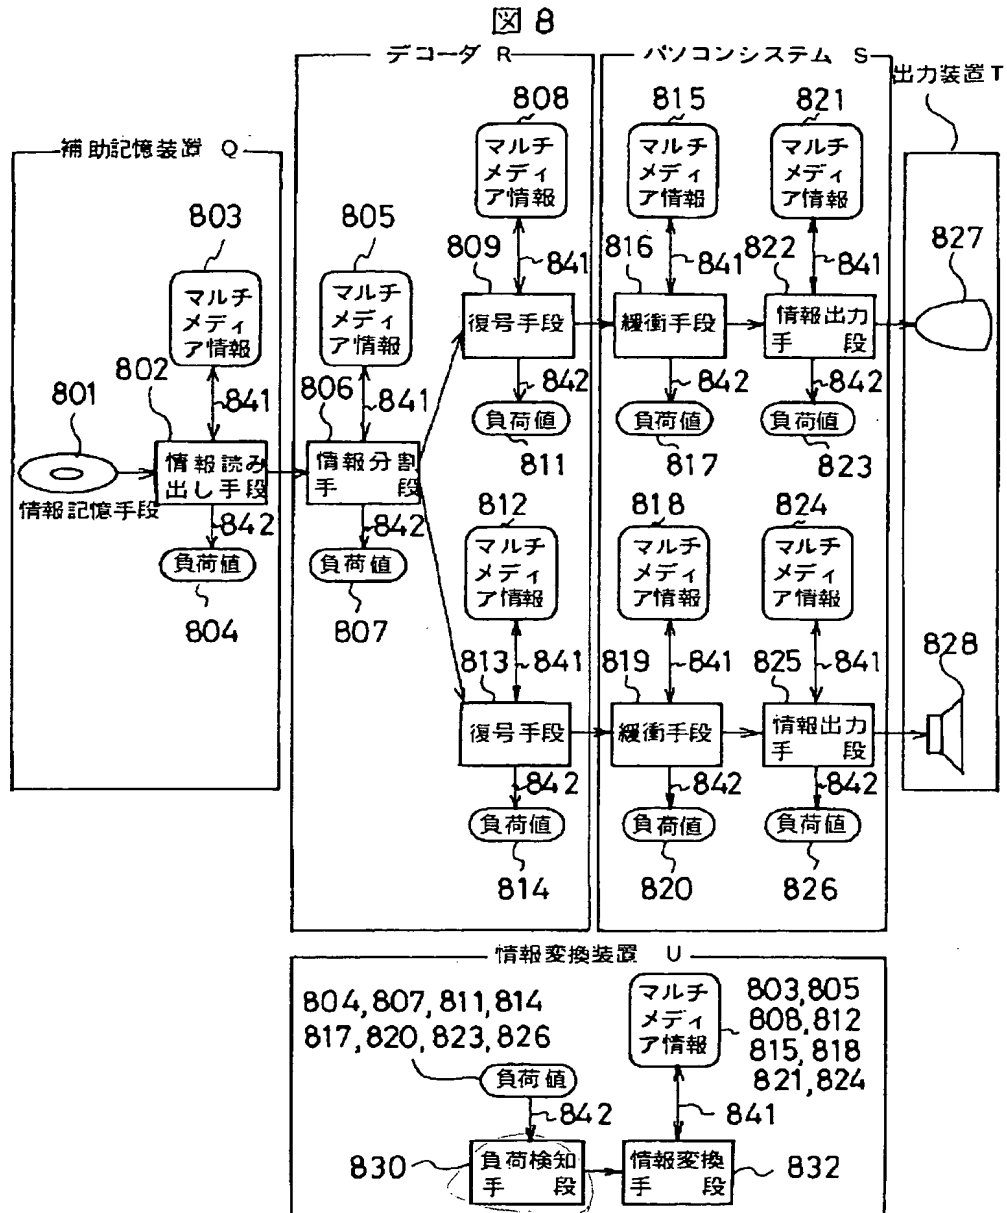 図 8
補助記憶装置 Q
803
マルチ
メディ
ア情報
801
802
841
情報読み
出し手段
情報記憶手段
842
負荷値
804
デコーダ R
805
マルチ
メディ
ア情報
806
841
情報分割
手 段
842
負荷値
807
808
マルチ
メディ
ア情報
809
841
復号手段
842
負荷値
811
812
マルチ
メディ
ア情報
813
841
復号手段
842
負荷値
814
パソコンシステム S
815
マルチ
メディ
ア情報
816
841
緩衝手段
842
負荷値
817
821
マルチ
メディ
ア情報
822
841
情報出力
手 段
842
負荷値
823
818
マルチ
メディ
ア情報
819
841
緩衝手段
842
負荷値
820
824
マルチ
メディ
ア情報
825
841
情報出力
手 段
842
負荷値
826
出力装置 T
827
828
情報変換装置 U
804,807,811,814
817,820,823,826
負荷値
842
830
負荷検知
手 段
マルチ
メディ
ア情報
803,805
808,812
815,818
821,824
841
情報変換
手 段
832